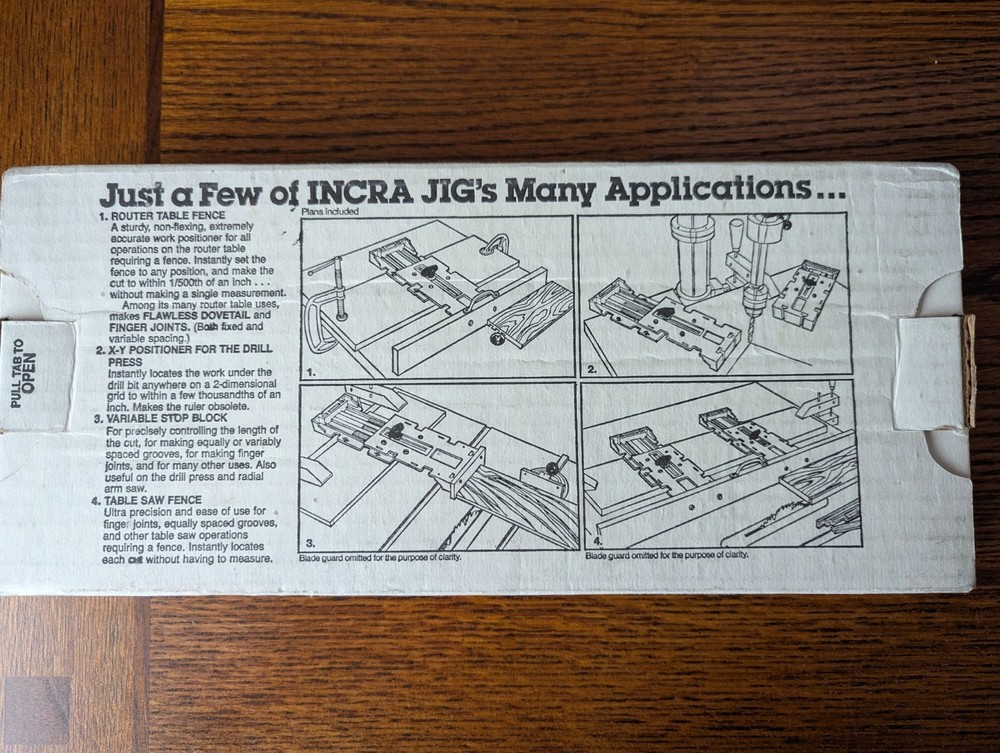 Just a Few of INCRA JIG's Many Applications...
Plans included
1. ROUTER TABLE FENCE
A sturdy, non-flexing, extremely
accurate work positioner for all
operations on the router table
requiring a fence. Instantly set the
fence to any position, and make the
cut to within 1/500th of an inch . . .
without making a single measurement.
Among its many router table uses,
makes FLAWLESS DOVETAIL and
FINGER JOINTS. (Both fixed and
variable spacing.)
2. X-Y POSITIONER FOR THE DRILL
PRESS
Instantly locates the work under the
drill bit anywhere on a 2-dimensional
grid to within a few thousandths of an
inch. Makes the ruler obsolete.
3. VARIABLE STOP BLOCK
For precisely controlling the length of
the cut, for making equally or variably
spaced grooves, for making finger
joints, and for many other uses. Also
useful on the drill press and radial
arm saw.
4. TABLE SAW FENCE
Ultra precision and ease of use for
finger joints, equally spaced grooves,
and other table saw operations
requiring a fence. Instantly locates
each cut without having to measure.
1.
2.
3.
4.
Blade guard omitted for the purpose of clarity.
Blade guard omitted for the purpose of clarity.
PULL TAB TO
OPEN